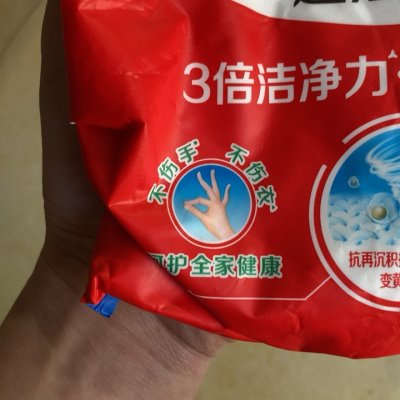 3倍洁净力
不伤手* 不伤衣*
呵护全家健康
抗再沉积
变黄